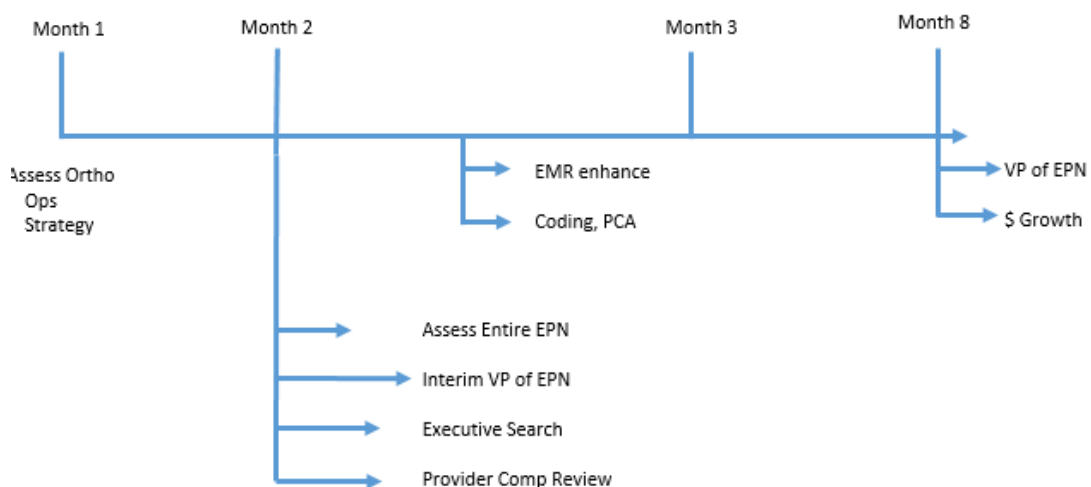 Month 1
Month 2
Month 3
Month 8
Assess Ortho
Ops
Strategy
EMR enhance
Coding, PCA
VP of EPN
$ Growth
Assess Entire EPN
Interim VP of EPN
Executive Search
Provider Comp Review